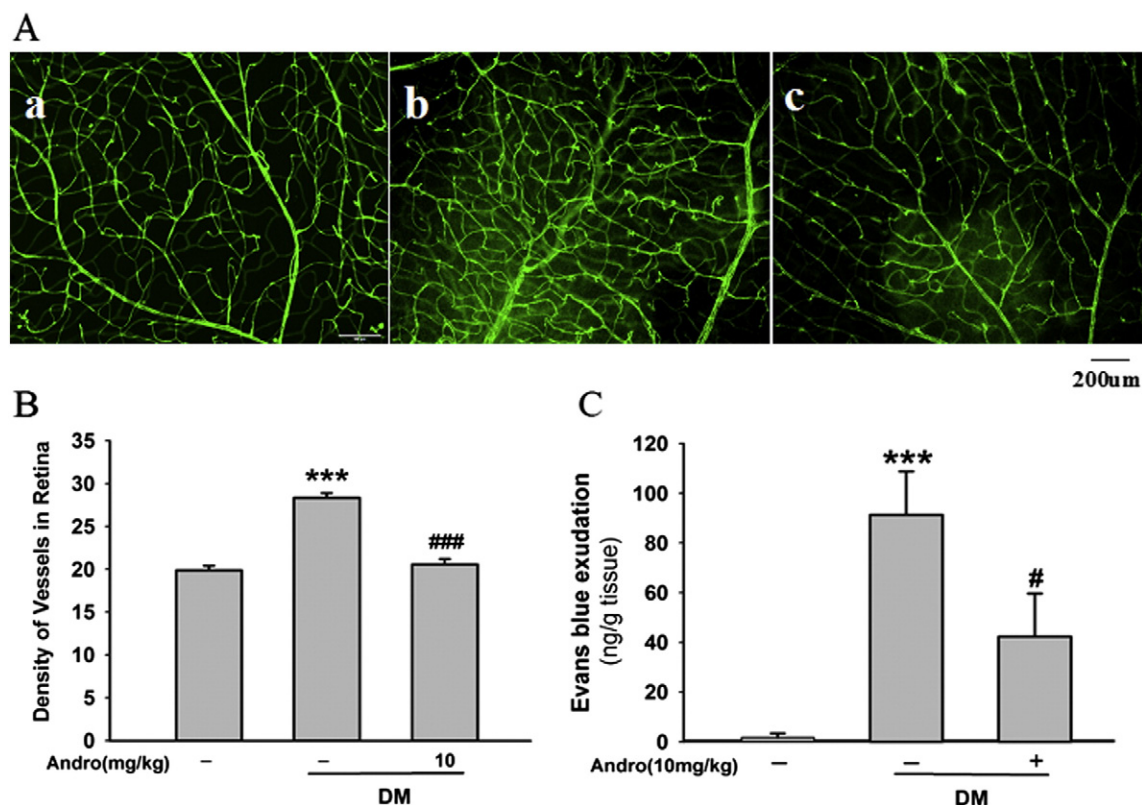 A
a
b
c
200um
B
Density of Vessels in Retina
35
30
25
20
15
10
5
0
***
###
Andro(mg/kg)
–
–
10
DM
C
Evans blue exudation
(ng/g tissue)
120
100
80
60
40
20
0
***
#
Andro(10mg/kg)
–
–
+
DM